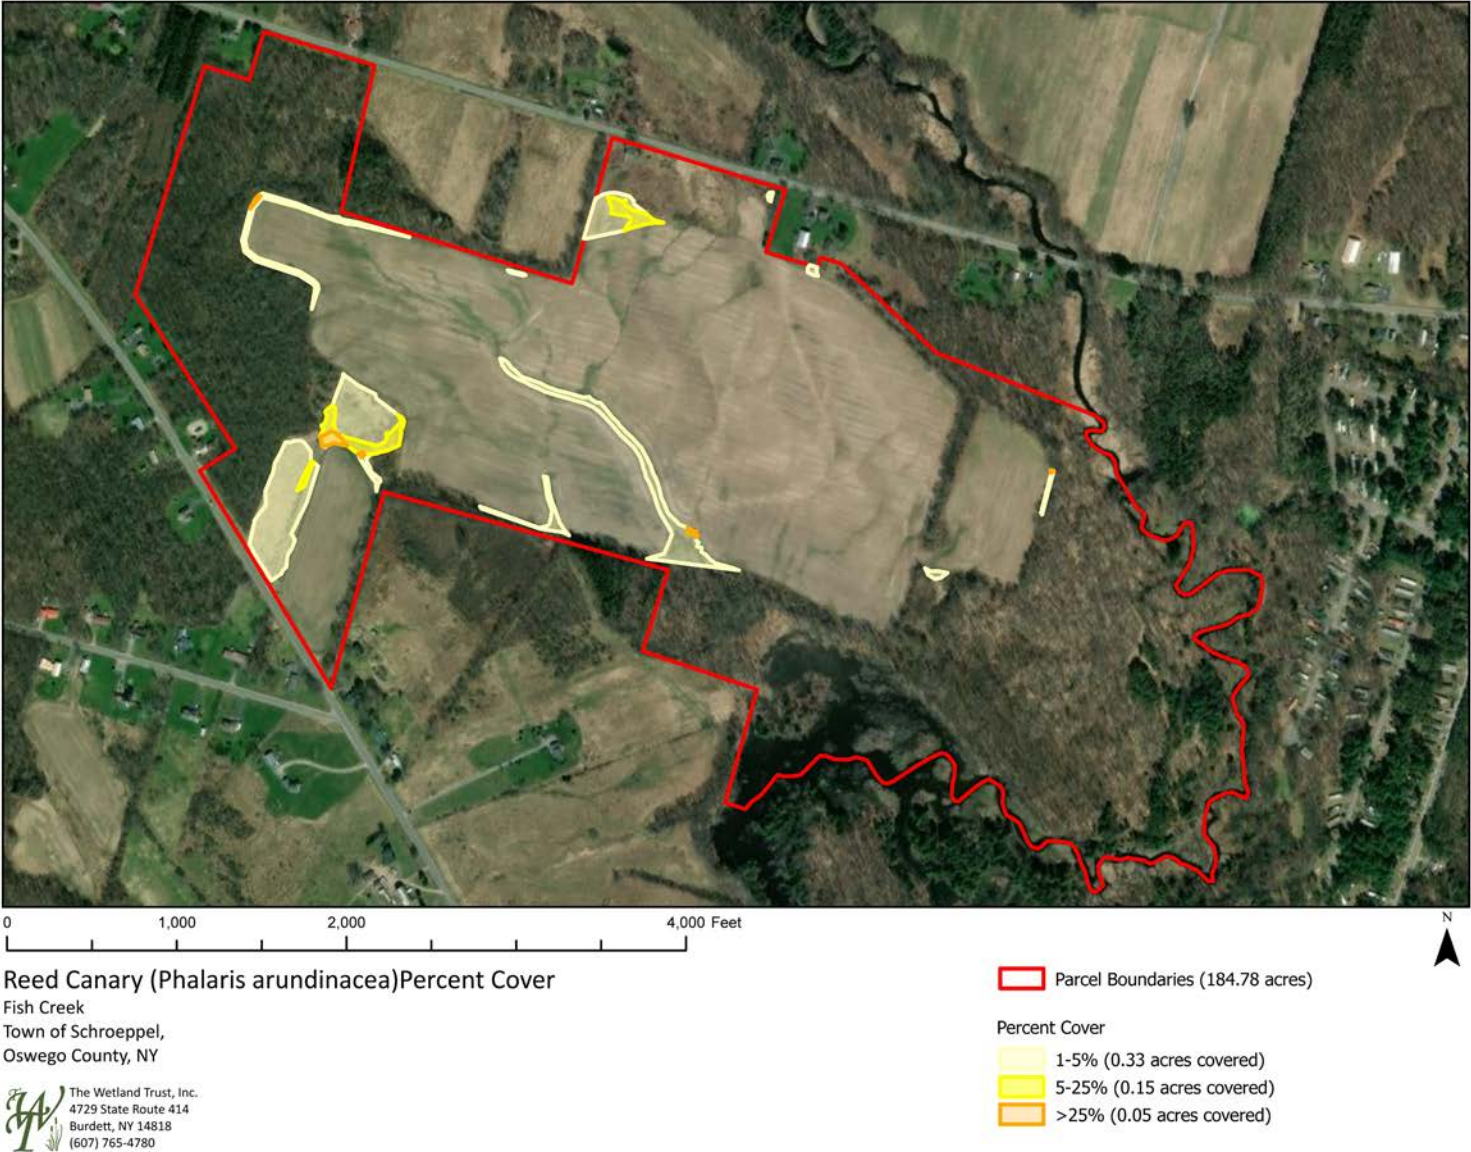 0 1,000 2,000 4,000 Feet
N
Reed Canary (Phalaris arundinacea)Percent Cover
Fish Creek
Town of Schroeppel,
Oswego County, NY
The Wetland Trust, Inc.
4729 State Route 414
Burdett, NY 14818
(607) 765-4780
Parcel Boundaries (184.78 acres)
Percent Cover
1-5% (0.33 acres covered)
5-25% (0.15 acres covered)
>25% (0.05 acres covered)